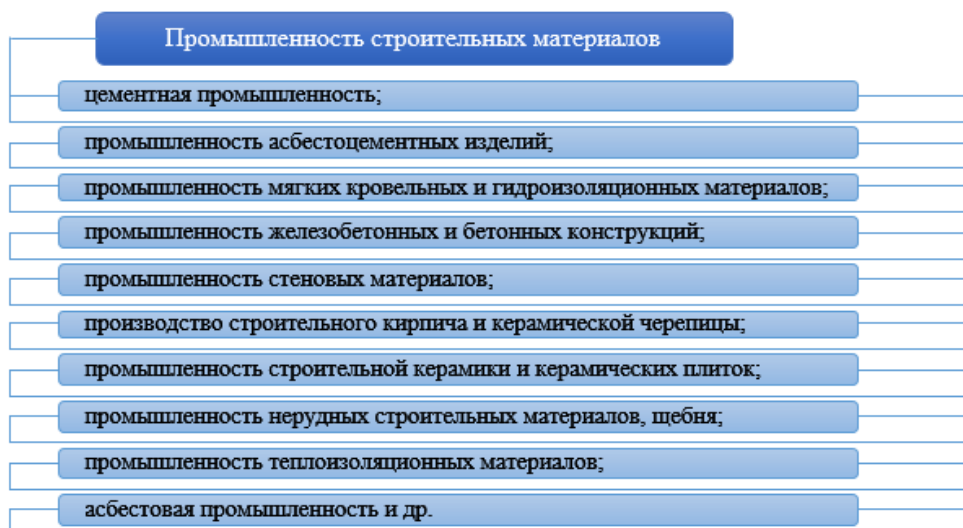 Промышленность строительных материалов
цементная промышленность;
промышленность асбестоцементных изделий;
промышленность мягких кровельных и гидроизоляционных материалов;
промышленность железобетонных и бетонных конструкций;
промышленность стеновых материалов;
производство строительного кирпича и керамической черепицы;
промышленность строительной керамики и керамических плиток;
промышленность нерудных строительных материалов, щебня;
промышленность теплоизоляционных материалов;
асбестовая промышленность и др.